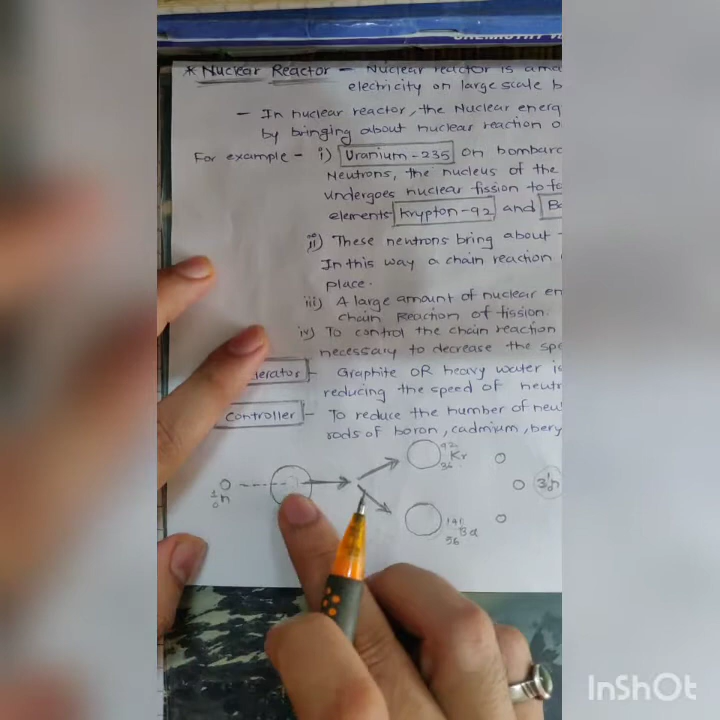 * Nuclear Reactor - Nuclear reactor is a
electricity on large scale
- In nuclear reactor, the Nuclear
by bringing about nuclear reaction
For example - i) Uranium-235 on
Neutrons, the nucleus of the
undergoes nuclear fission to
elements Krypton-92 and
ii) These neutrons bring about
In this way a chain reaction
place.
iii) A large amount of nuclear
chain Reaction of fission.
iv) To control the chain reaction
necessary to decrease the
Graphite OR heavy water
reducing the speed of
Controller - To reduce the number of
rods of boron, cadmium,
92
Kr
36
1
n
0
3 1 n
0
141
Ba
56
InShOt